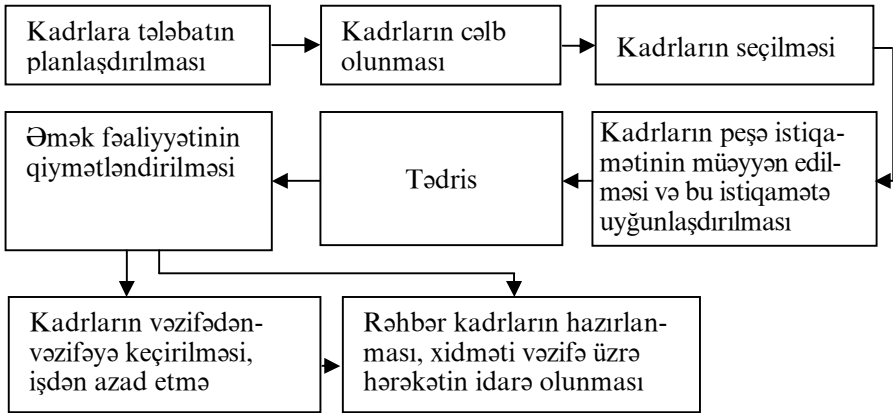 Kadrlara tələbatın
planlaşdırılması
Kadrların cəlb
olunması
Kadrların seçilməsi
Kadrların peşə istiqa-
mətinin müəyyən edil-
məsi və bu istiqamətə
uyğunlaşdırılması
Tədris
Əmək fəaliyyətinin
qiymətləndirilməsi
Kadrların vəzifədən-
vəzifəyə keçirilməsi,
işdən azad etmə
Rəhbər kadrların hazırlan-
ması, xidməti vəzifə üzrə
hərəkətin idarə olunması